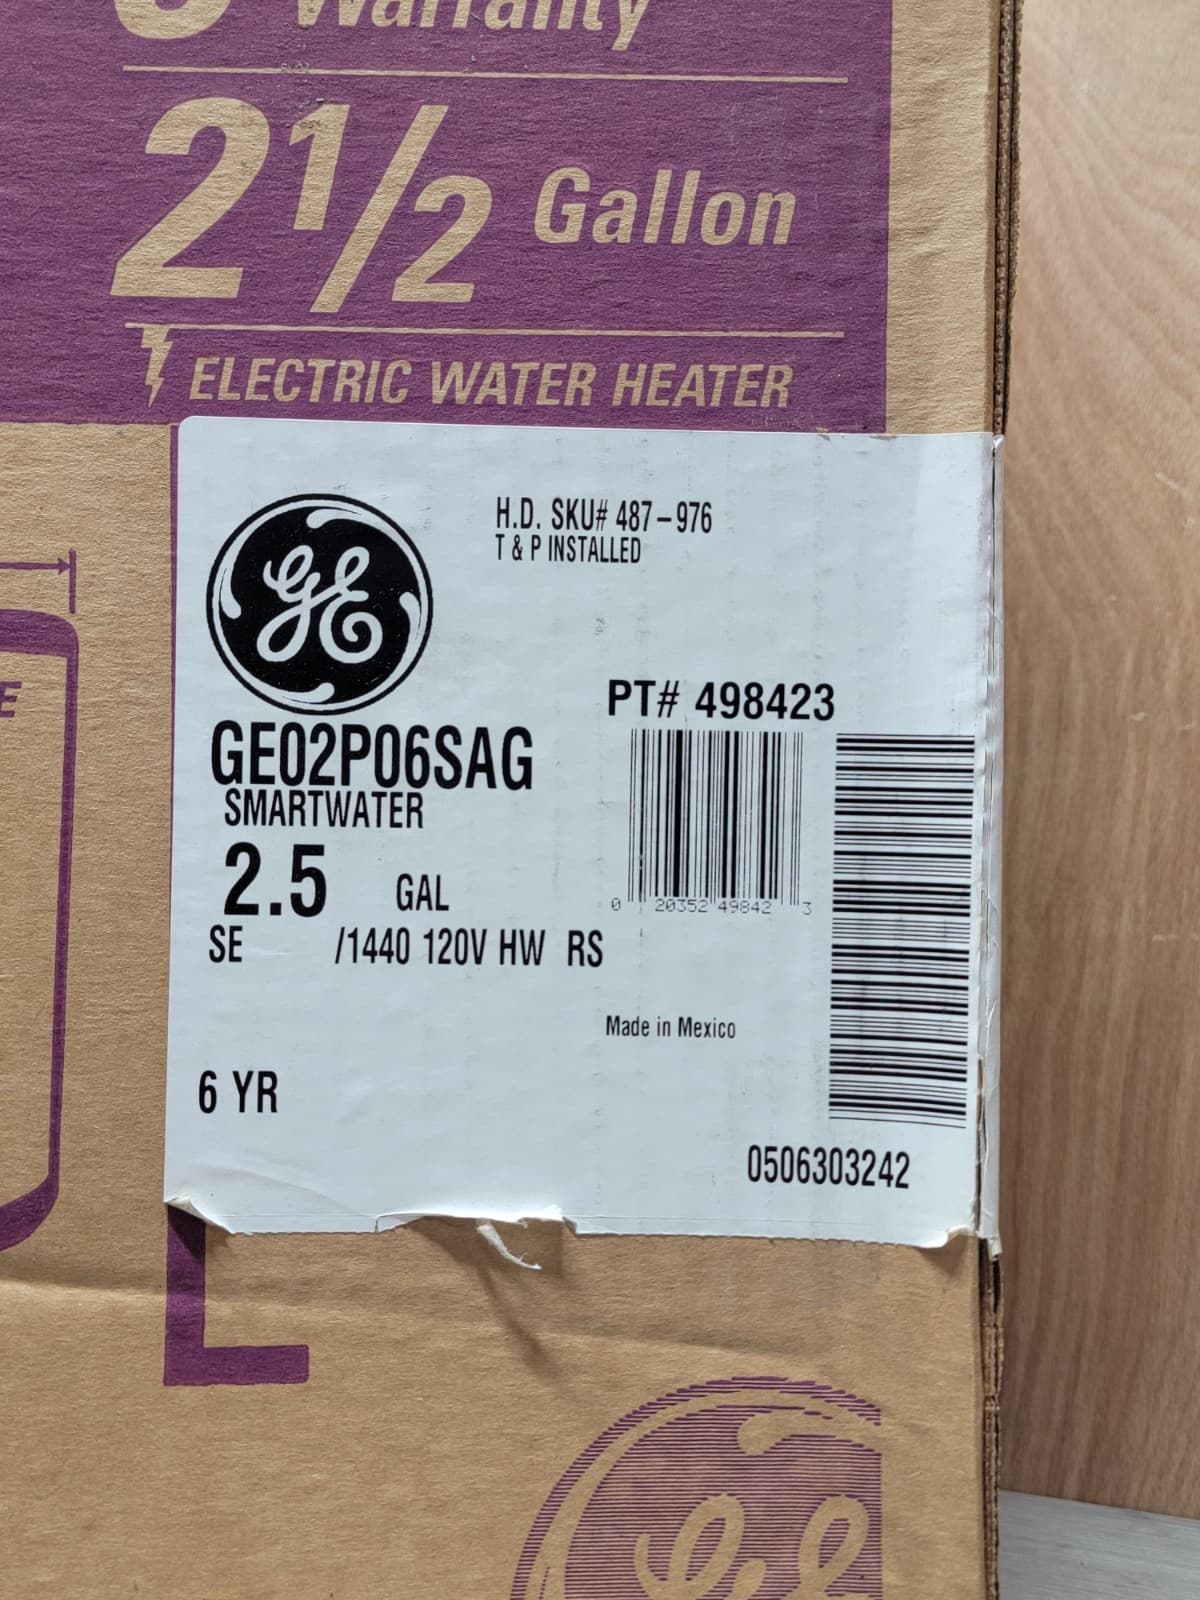 Warranty
2 1/2 Gallon
ELECTRIC WATER HEATER
GE
H.D. SKU# 487-976
T & P INSTALLED
PT# 498423
GE02P06SAG
SMARTWATER
2.5 GAL
0 20352 49842 3
SE /1440 120V HW RS
Made in Mexico
6 YR
0506303242
E
GE